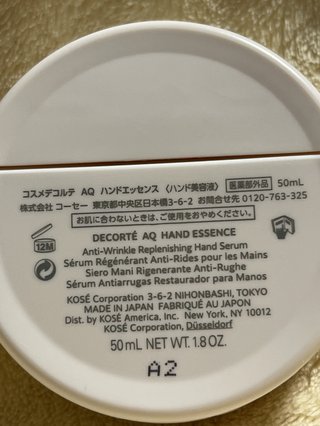 コスメデコルテ AQ ハンドエッセンス 〈ハンド美容液〉 医薬部外品 50mL
株式会社 コーセー 東京都中央区日本橋3-6-2 お問合せ先 0120-763-325
お肌に合わないときは、ご使用をおやめください。
12M
DECORTÉ AQ HAND ESSENCE
Anti-Wrinkle Replenishing Hand Serum
Sérum Régénérant Anti-Rides pour les Mains
Siero Mani Rigenerante Anti-Rughe
Sérum Antiarrugas Restaurador para Manos
KOSÉ Corporation 3-6-2 NIHONBASHI, TOKYO
MADE IN JAPAN FABRIQUÉ AU JAPON
Dist. by KOSÉ America, Inc. New York, NY 10012
KOSÉ Corporation, Düsseldorf
50 mL NET WT. 1.8 OZ.
A2